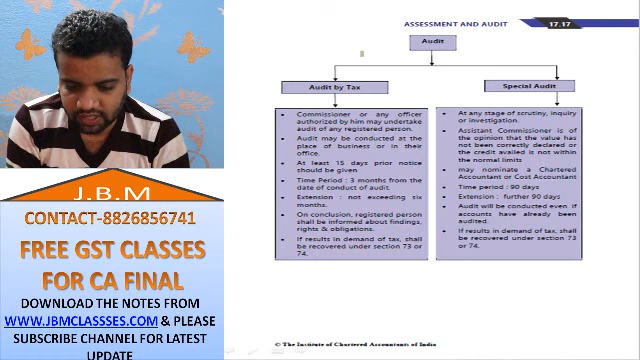 ASSESSMENT AND AUDIT 17.17
Audit
Audit by Tax
Special Audit
• Commissioner or any officer
authorized by him may undertake
audit of any registered person.
• Audit may be conducted at the
place of business or in their
office.
• At least 15 days prior notice
should be given
• Time Period : 3 months from
the date of conduct of audit.
• Extension : not exceeding six
months.
• On conclusion, registered person
shall be informed about findings,
rights & obligations.
• If results in demand of tax, shall
be recovered under section 73 or
74.
• At any stage of scrutiny, inquiry
or investigation.
• Assistant Commissioner is of
the opinion that the value has
not been correctly declared or
the credit availed is not within
the normal limits
• may nominate a Chartered
Accountant or Cost Accountant
• Time period : 90 days
• Extension : further 90 days
• Audit will be conducted even if
accounts have already been
audited.
• If results in demand of tax, shall
be recovered under section 73
or 74.
© The Institute of Chartered Accountants of India
J.B.M
CONTACT-8826856741
FREE GST CLASSES
FOR CA FINAL
DOWNLOAD THE NOTES FROM
WWW.JBMCLASSSES.COM & PLEASE
SUBSCRIBE CHANNEL FOR LATEST
UPDATE